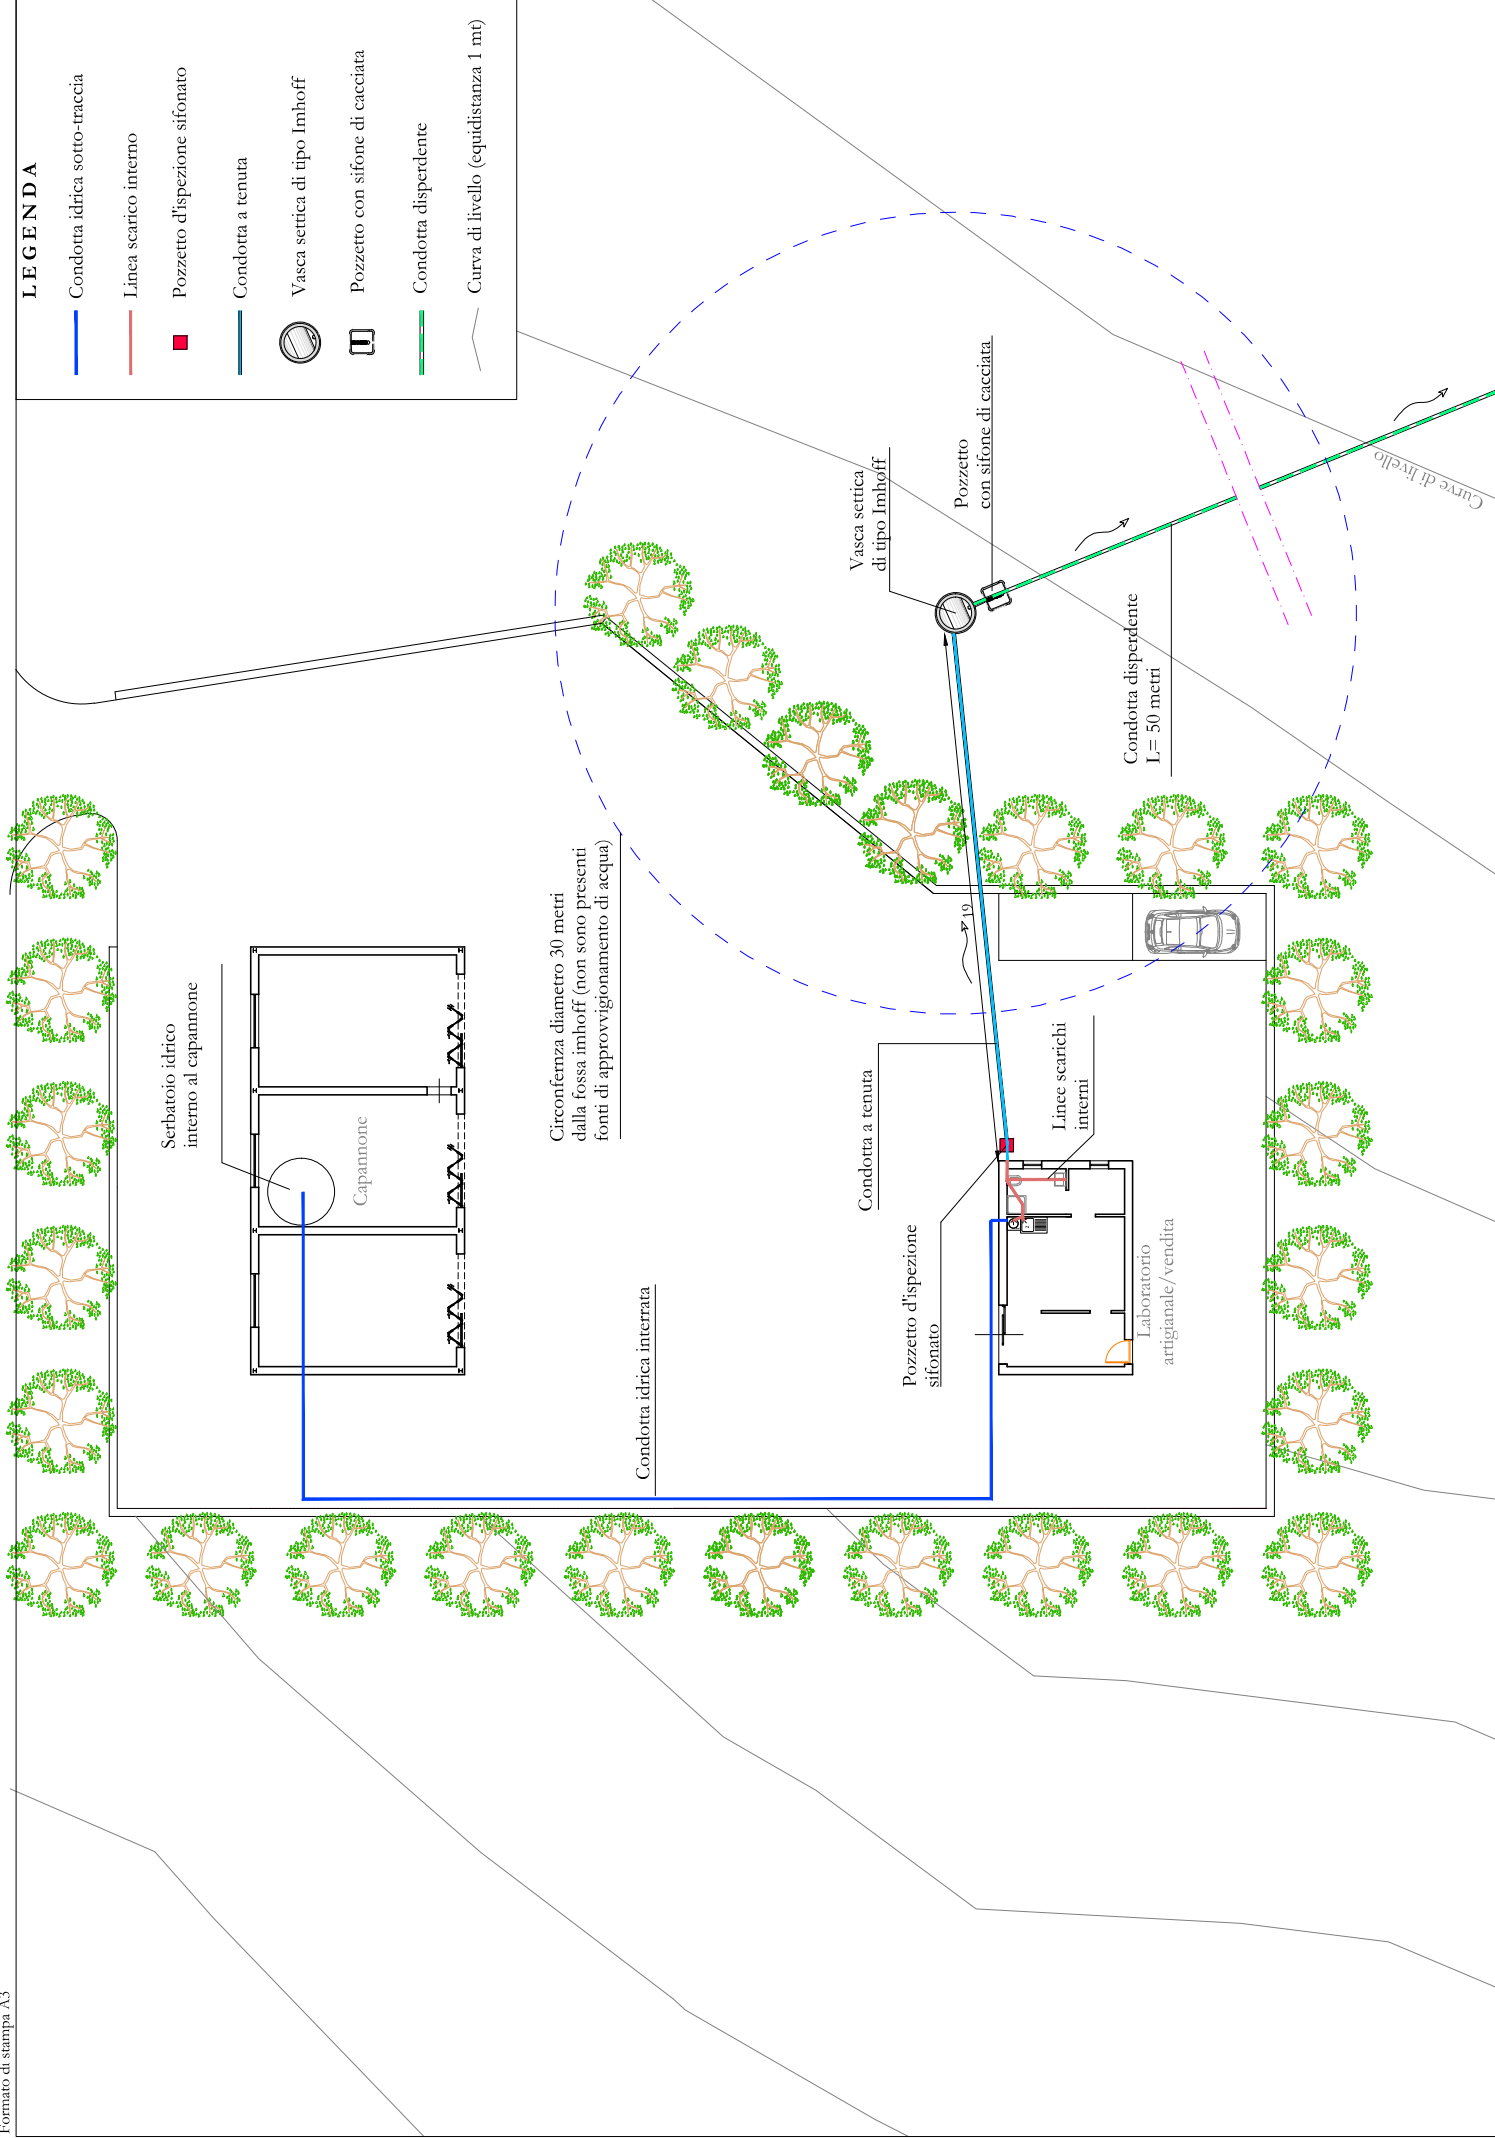 Formato di stampa A3
LEGENDA
Condotta idrica sotto-traccia
Linea scarico interno
Pozzetto d'ispezione sifonato
Condotta a tenuta
Vasca settica di tipo Imhoff
Pozzetto con sifone di cacciata
Condotta disperdente
Curva di livello (equidistanza 1 mt)
Serbatoio idrico
interno al capannone
Capannone
Circonfernza diametro 30 metri
dalla fossa imhoff (non sono presenti
fonti di approvvigionamento di acqua)
Condotta idrica interrata
Vasca settica
di tipo Imhoff
Pozzetto
con sifone di cacciata
Condotta a tenuta
Pozzetto d'ispezione
sifonato
19
Linee scarichi
interni
Condotta disperdente
L= 50 metri
Laboratorio
artigianale/vendita
Curve di livello